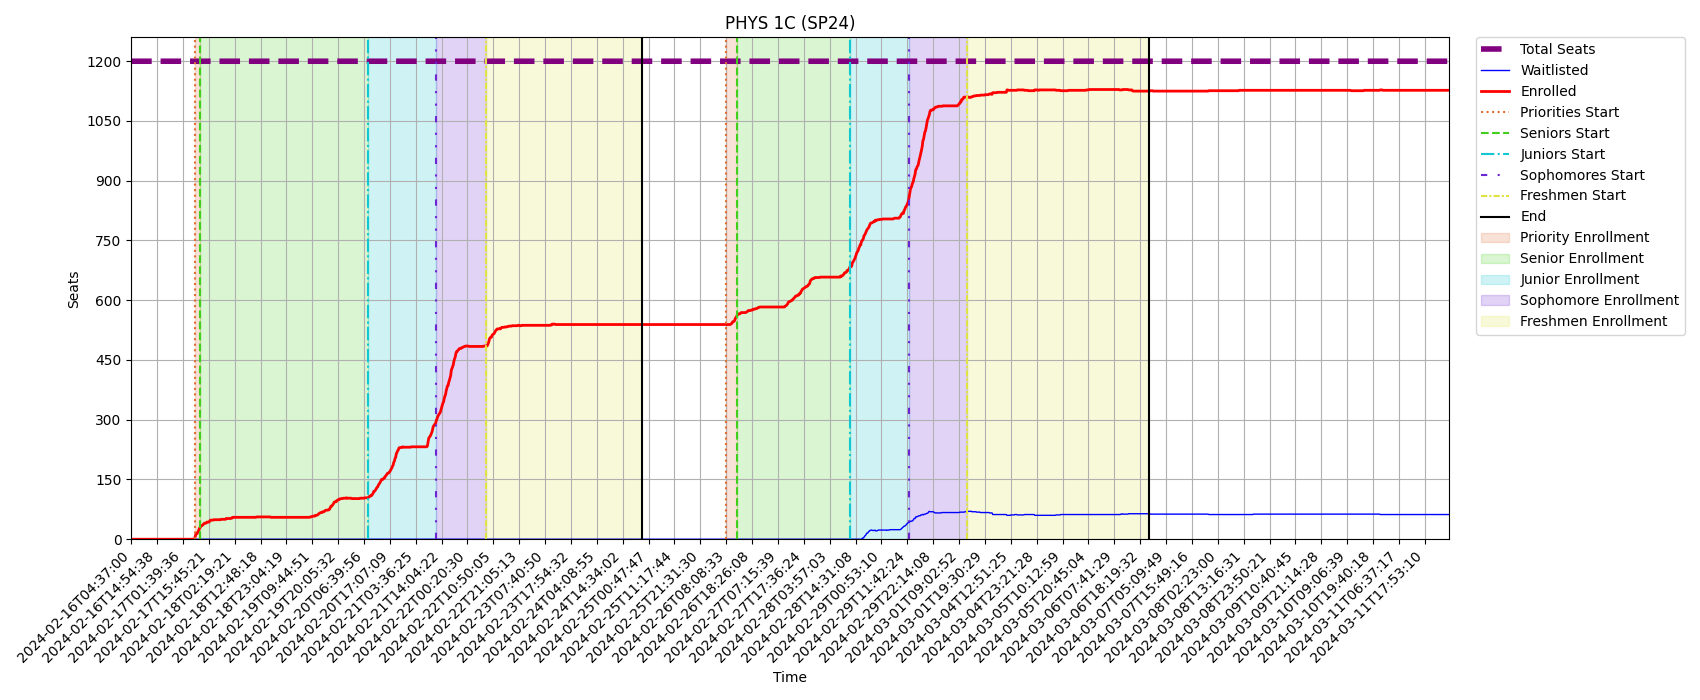 PHYS 1C (SP24)
Total Seats
Waitlisted
Enrolled
Priorities Start
Seniors Start
Juniors Start
Sophomores Start
Freshmen Start
End
Priority Enrollment
Senior Enrollment
Junior Enrollment
Sophomore Enrollment
Freshmen Enrollment
Seats
1200
1050
900
750
600
450
300
150
0
2024-02-16T04:37:00
2024-02-16T14:54:38
2024-02-17T01:39:36
2024-02-17T15:45:21
2024-02-18T02:19:21
2024-02-18T12:48:18
2024-02-18T23:04:19
2024-02-19T09:44:51
2024-02-19T20:05:32
2024-02-20T06:39:56
2024-02-20T17:07:09
2024-02-21T03:36:25
2024-02-21T14:04:22
2024-02-22T00:20:30
2024-02-22T10:50:05
2024-02-22T21:05:13
2024-02-23T07:40:50
2024-02-23T17:54:32
2024-02-24T04:08:55
2024-02-24T14:34:02
2024-02-25T00:47:47
2024-02-25T11:17:44
2024-02-25T21:31:30
2024-02-26T08:08:33
2024-02-26T18:26:08
2024-02-27T07:15:39
2024-02-27T17:36:24
2024-02-28T03:57:03
2024-02-28T14:31:08
2024-02-29T00:53:10
2024-02-29T11:42:24
2024-02-29T22:14:08
2024-03-01T09:02:52
2024-03-01T19:30:29
2024-03-04T12:51:25
2024-03-04T23:21:28
2024-03-05T10:12:59
2024-03-05T20:45:04
2024-03-06T07:41:29
2024-03-06T18:19:32
2024-03-07T05:09:49
2024-03-07T15:49:16
2024-03-08T02:23:00
2024-03-08T13:16:31
2024-03-08T23:50:21
2024-03-09T10:40:45
2024-03-09T21:14:28
2024-03-10T09:06:39
2024-03-10T19:40:18
2024-03-11T06:37:17
2024-03-11T17:53:10
Time